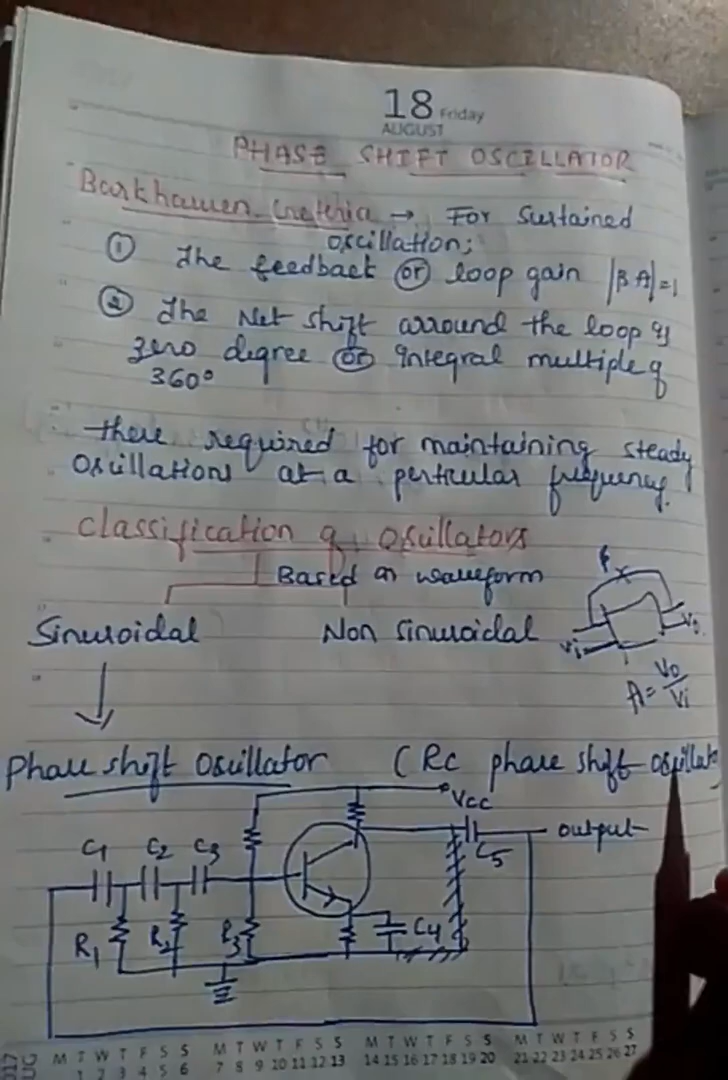 18 Friday
AUGUST
PHASE SHIFT OSCILLATOR
Barkhausen Creteria → For Sustained
oscillation;
① The feedback or loop gain |βA|=1
② The Net Shift arround the loop is
zero degree or integral multiple of
360°
these required for maintaining steady
oscillations at a perticular frequency.
Classification of Oscillators
Based on waveform
Sinusoidal Non Sinusoidal
Vi Vo
A = Vo/Vi
Phase shift Oscillator (RC phase shift oscillator
Vcc
C1 C2 C3 C5 output
R1 R2 R3 C4
M T W T F S S M T W T F S S M T W T F S S M T W T F S S
1 2 3 4 5 6 7 8 9 10 11 12 13 14 15 16 17 18 19 20 21 22 23 24 25 26 27